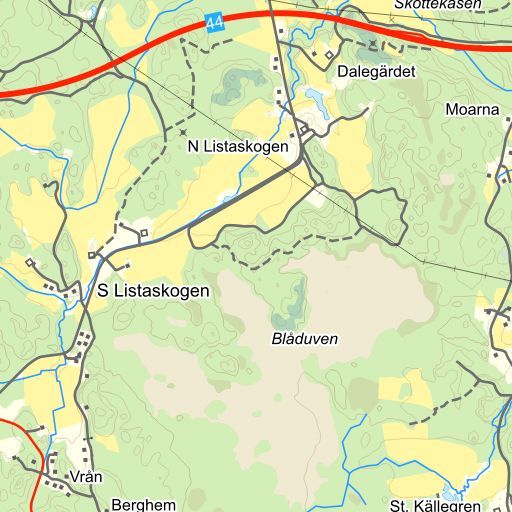 Skottekasen
44
Dalegärdet
Moarna
N Listaskogen
S Listaskogen
Blåduven
Vrån
Berghem
St. Källegren